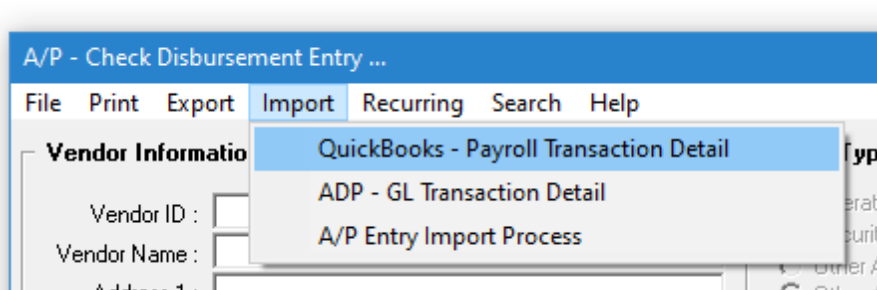 A/P - Check Disbursement Entry ...
File Print Export Import Recurring Search Help
QuickBooks - Payroll Transaction Detail
ADP - GL Transaction Detail
A/P Entry Import Process
Vendor
Vendor ID :
Vendor Name :